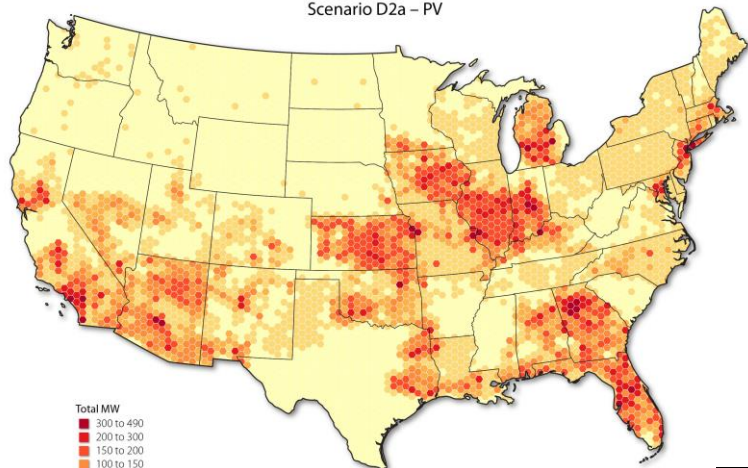 Scenario D2a – PV
Total MW
300 to 490
200 to 300
150 to 200
100 to 150